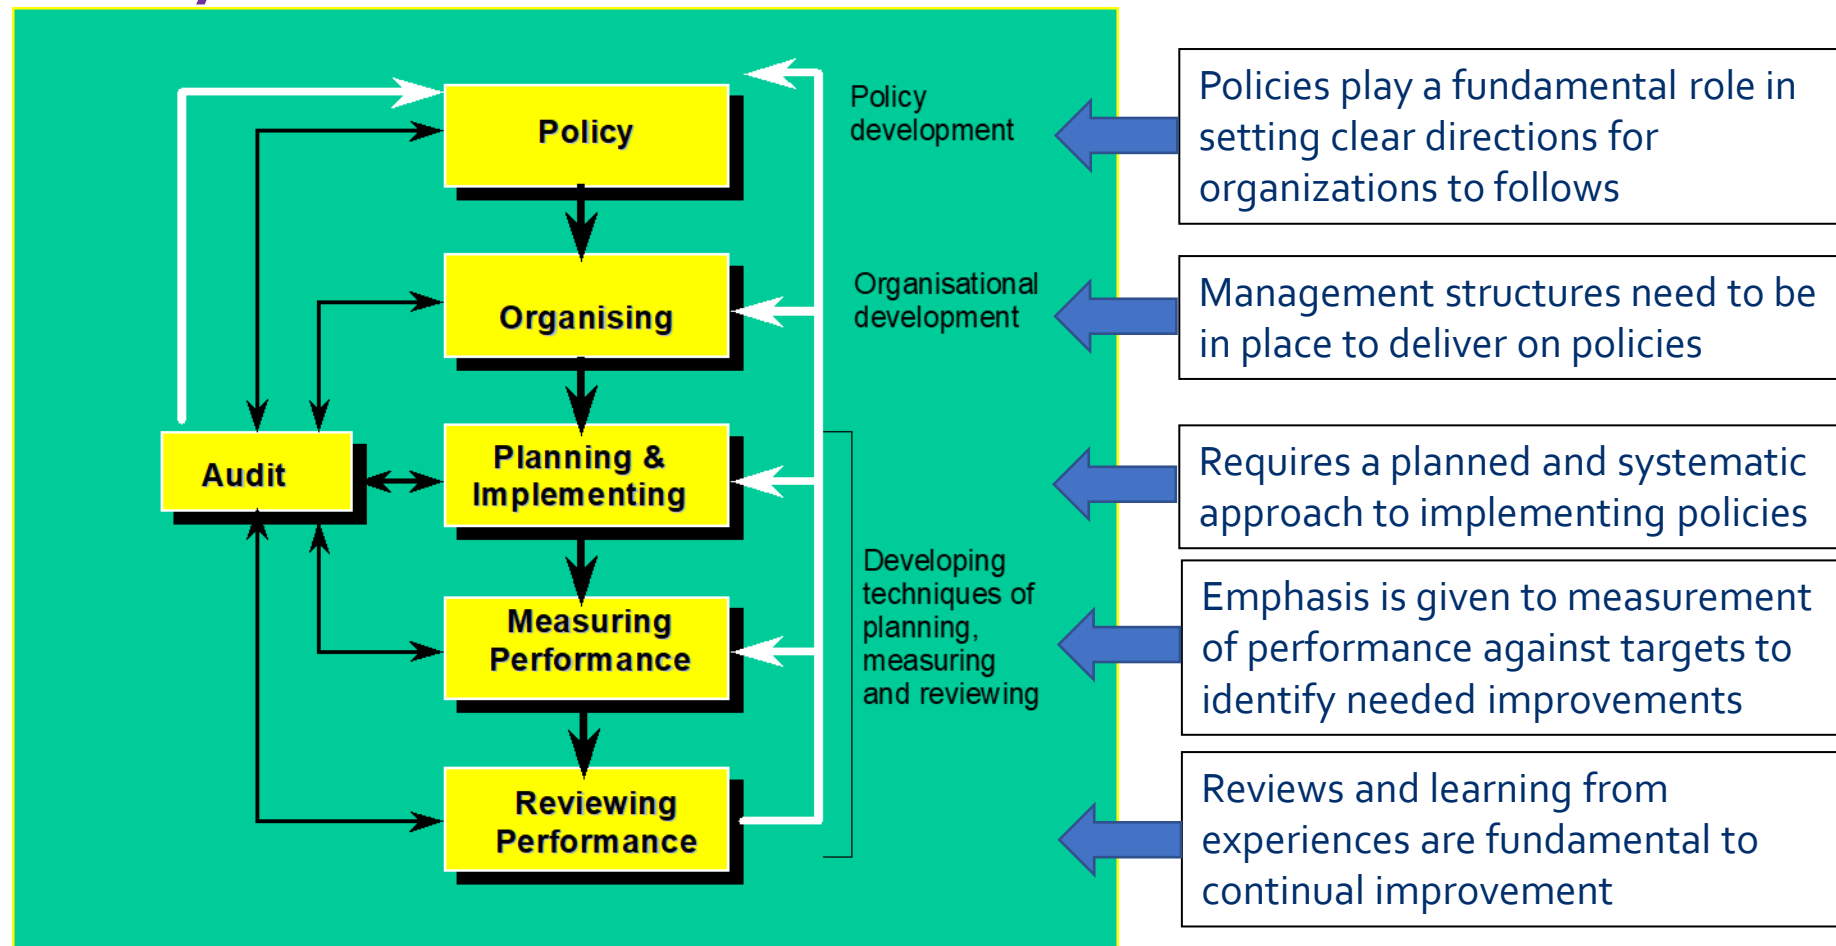 Policy
Policy
development
Policies play a fundamental role in
setting clear directions for
organizations to follows
Organising
Organisational
development
Management structures need to be
in place to deliver on policies
Audit
Planning &
Implementing
Requires a planned and systematic
approach to implementing policies
Developing
techniques of
planning,
measuring
and reviewing
Measuring
Performance
Emphasis is given to measurement
of performance against targets to
identify needed improvements
Reviewing
Performance
Reviews and learning from
experiences are fundamental to
continual improvement